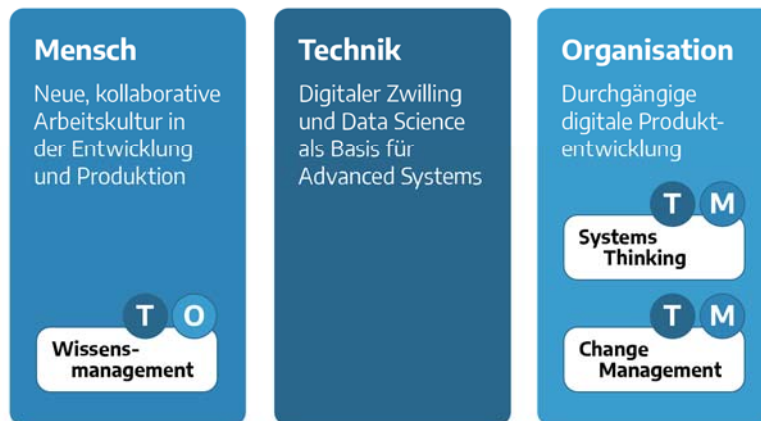 Mensch
Neue, kollaborative
Arbeitskultur in
der Entwicklung
und Produktion
T O
Wissens-
management
Technik
Digitaler Zwilling
und Data Science
als Basis für
Advanced Systems
Organisation
Durchgängige
digitale Produkt-
entwicklung
T M
Systems
Thinking
T M
Change
Management